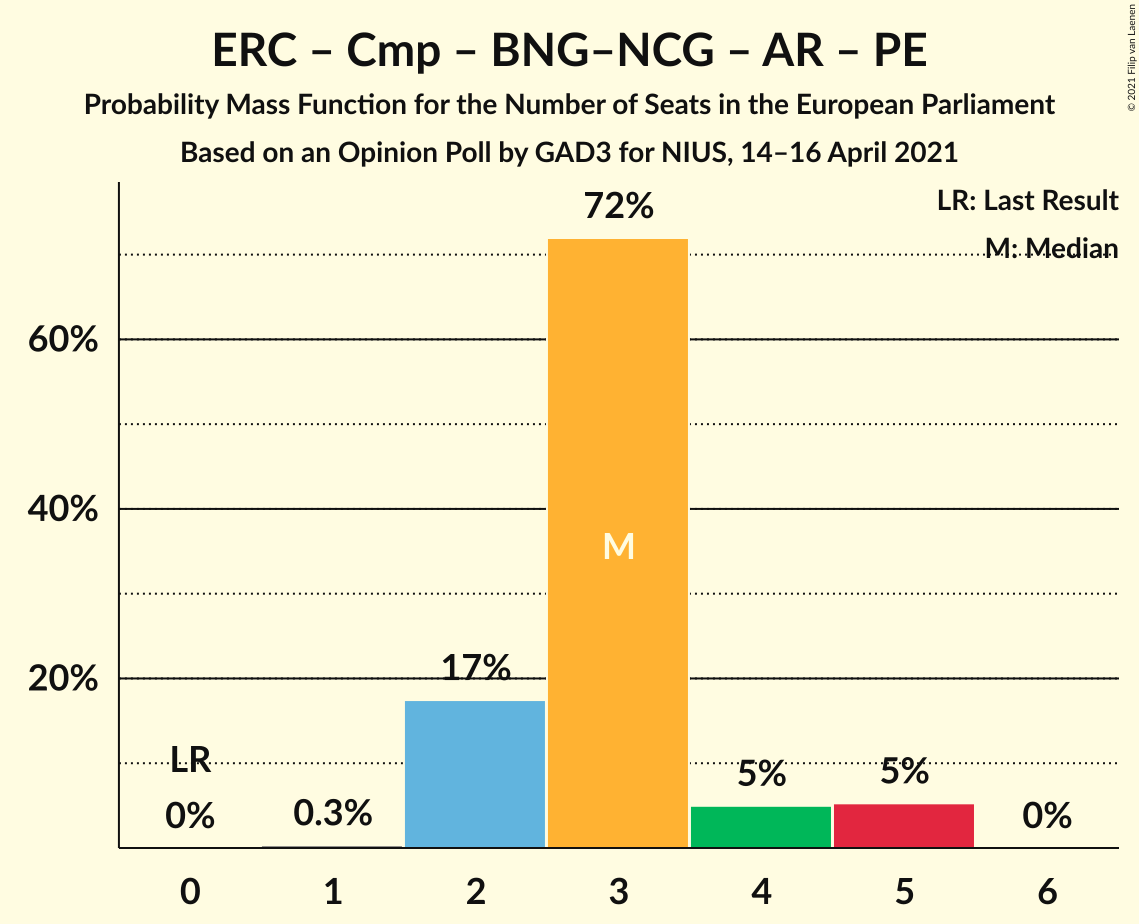 ERC – Cmp – BNG–NCG – AR – PE
Probability Mass Function for the Number of Seats in the European Parliament
Based on an Opinion Poll by GAD3 for NIUS, 14–16 April 2021
© 2021 Filip van Laenen
LR: Last Result
M: Median
72%
60%
40%
M
20%
17%
LR
0%
0.3%
5%
5%
0%
0 1 2 3 4 5 6